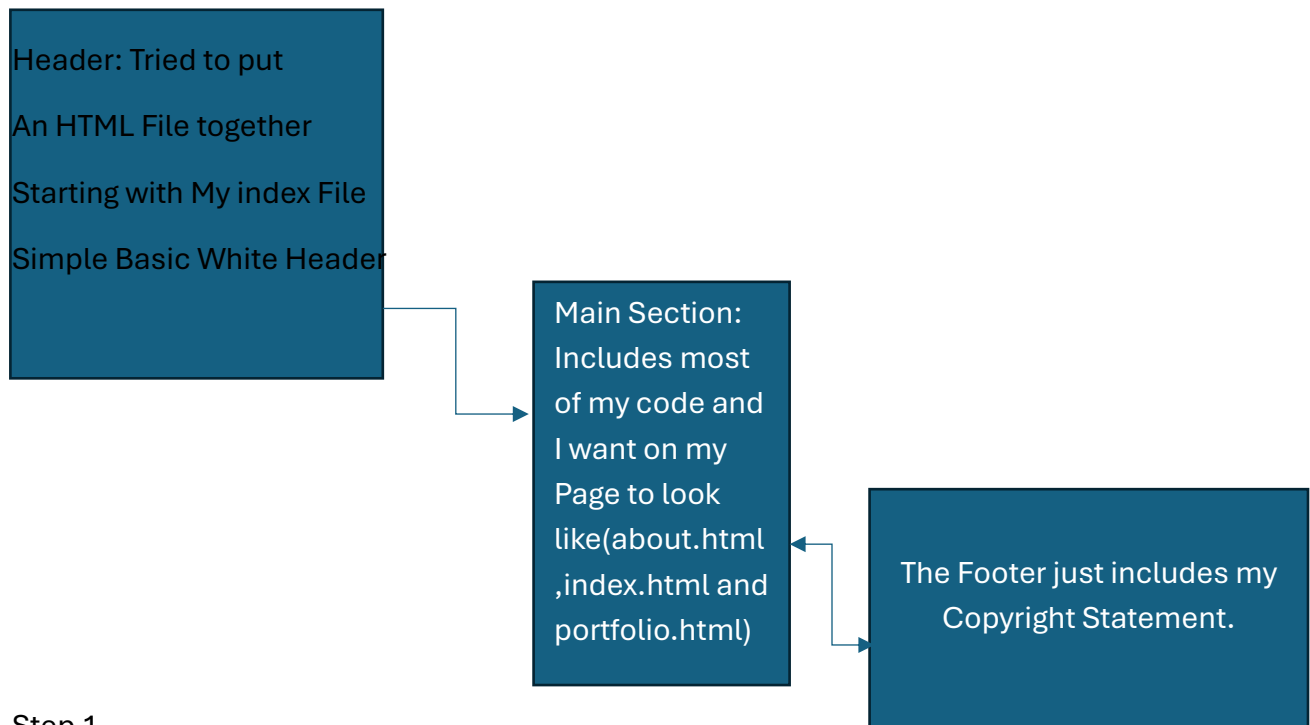 Header: Tried to put
An HTML File together
Starting with My index File
Simple Basic White Header
Main Section:
Includes most
of my code and
I want on my
Page to look
like(about.html
,index.html and
portfolio.html)
The Footer just includes my
Copyright Statement.
Step 1